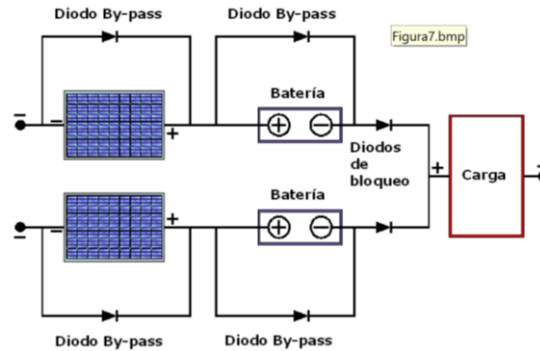 Diodo By-pass
Diodo By-pass
Figura7.bmp
Batería
Diodos
de
bloqueo
Carga
Batería
Diodo By-pass
Diodo By-pass